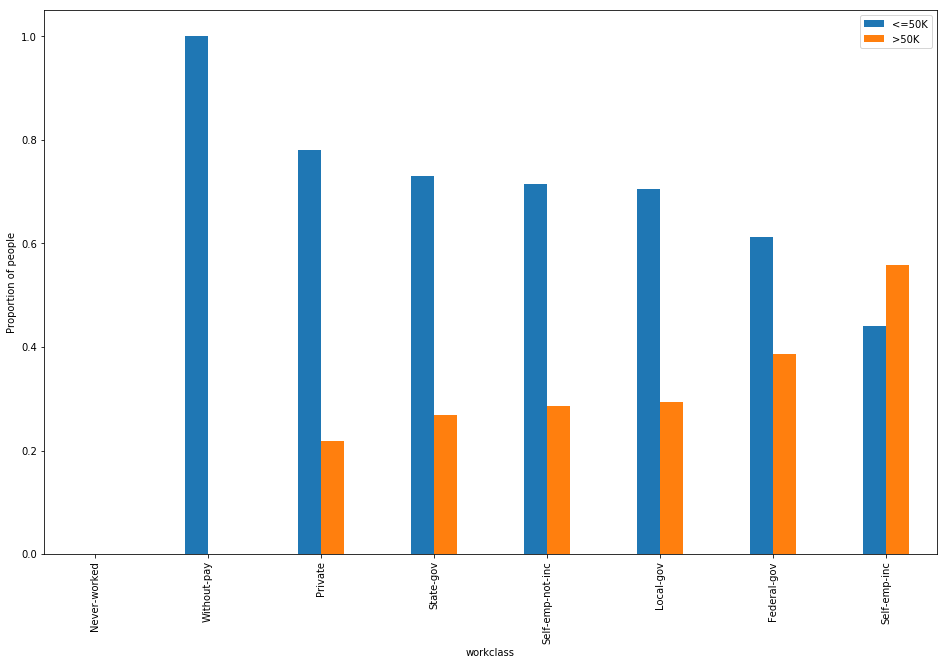 <=50K
>50K
Proportion of people
1.0
0.8
0.6
0.4
0.2
0.0
Never-worked
Without-pay
Private
State-gov
Self-emp-not-inc
Local-gov
Federal-gov
Self-emp-inc
workclass